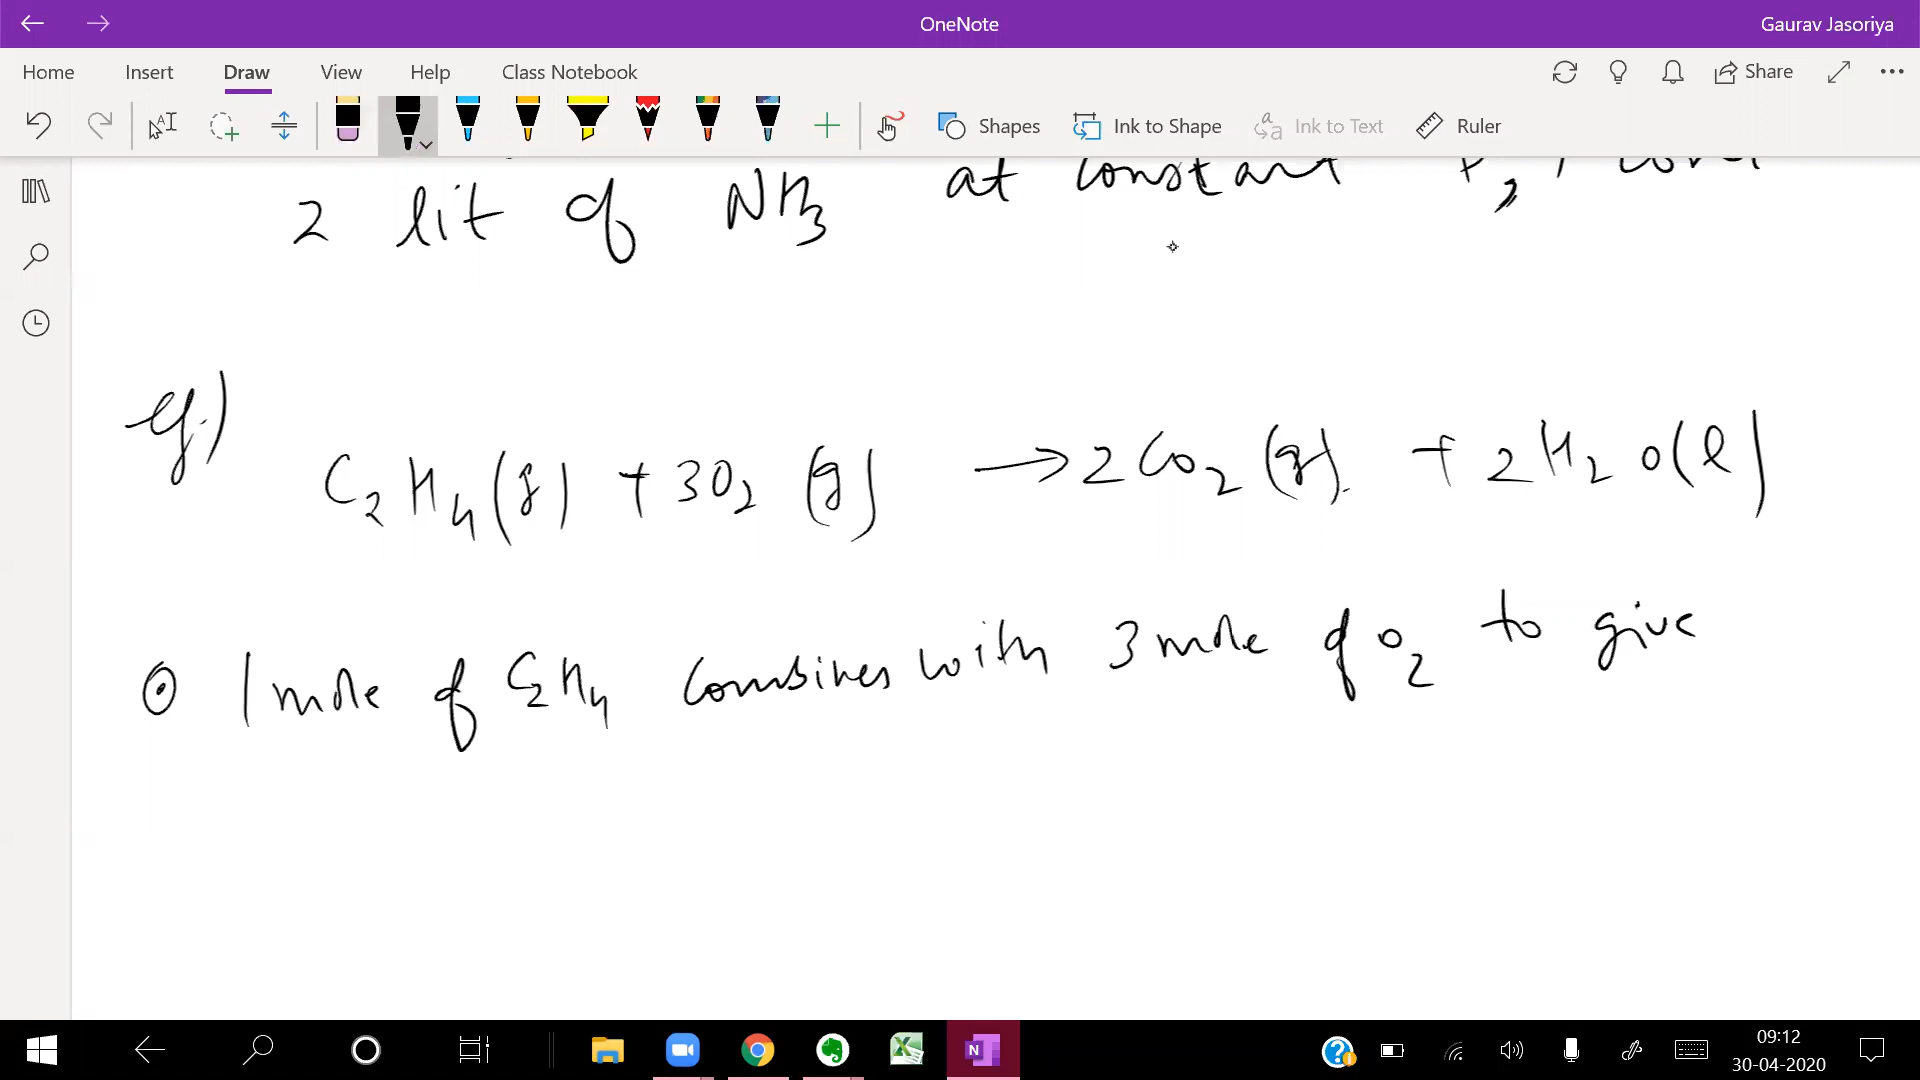 OneNote
Gaurav Jasoriya
Home Insert Draw View Help Class Notebook Share
Shapes Ink to Shape Ink to Text Ruler
2 lit of NH3 at constant P,
eg.)
C2H4(g) + 3O2 (g) → 2CO2 (g) + 2H2O(l)
⊙ 1 mole of C2H4 combines with 3 mole of O2 to give
09:12
30-04-2020